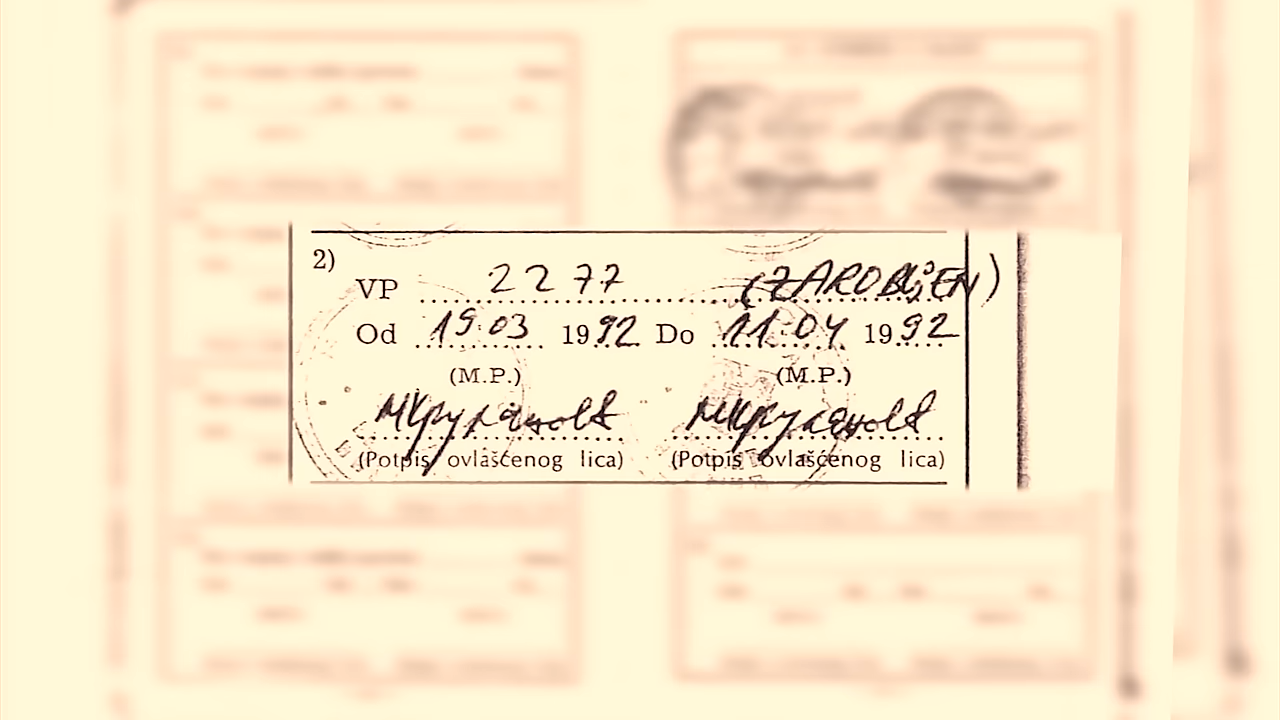 2)
VP 2277 (ZAROBLJEN)
Od 19.03 1992 Do 11.04 1992
(M.P.) (M.P.)
(Potpis ovlašćenog lica) (Potpis ovlašćenog lica)